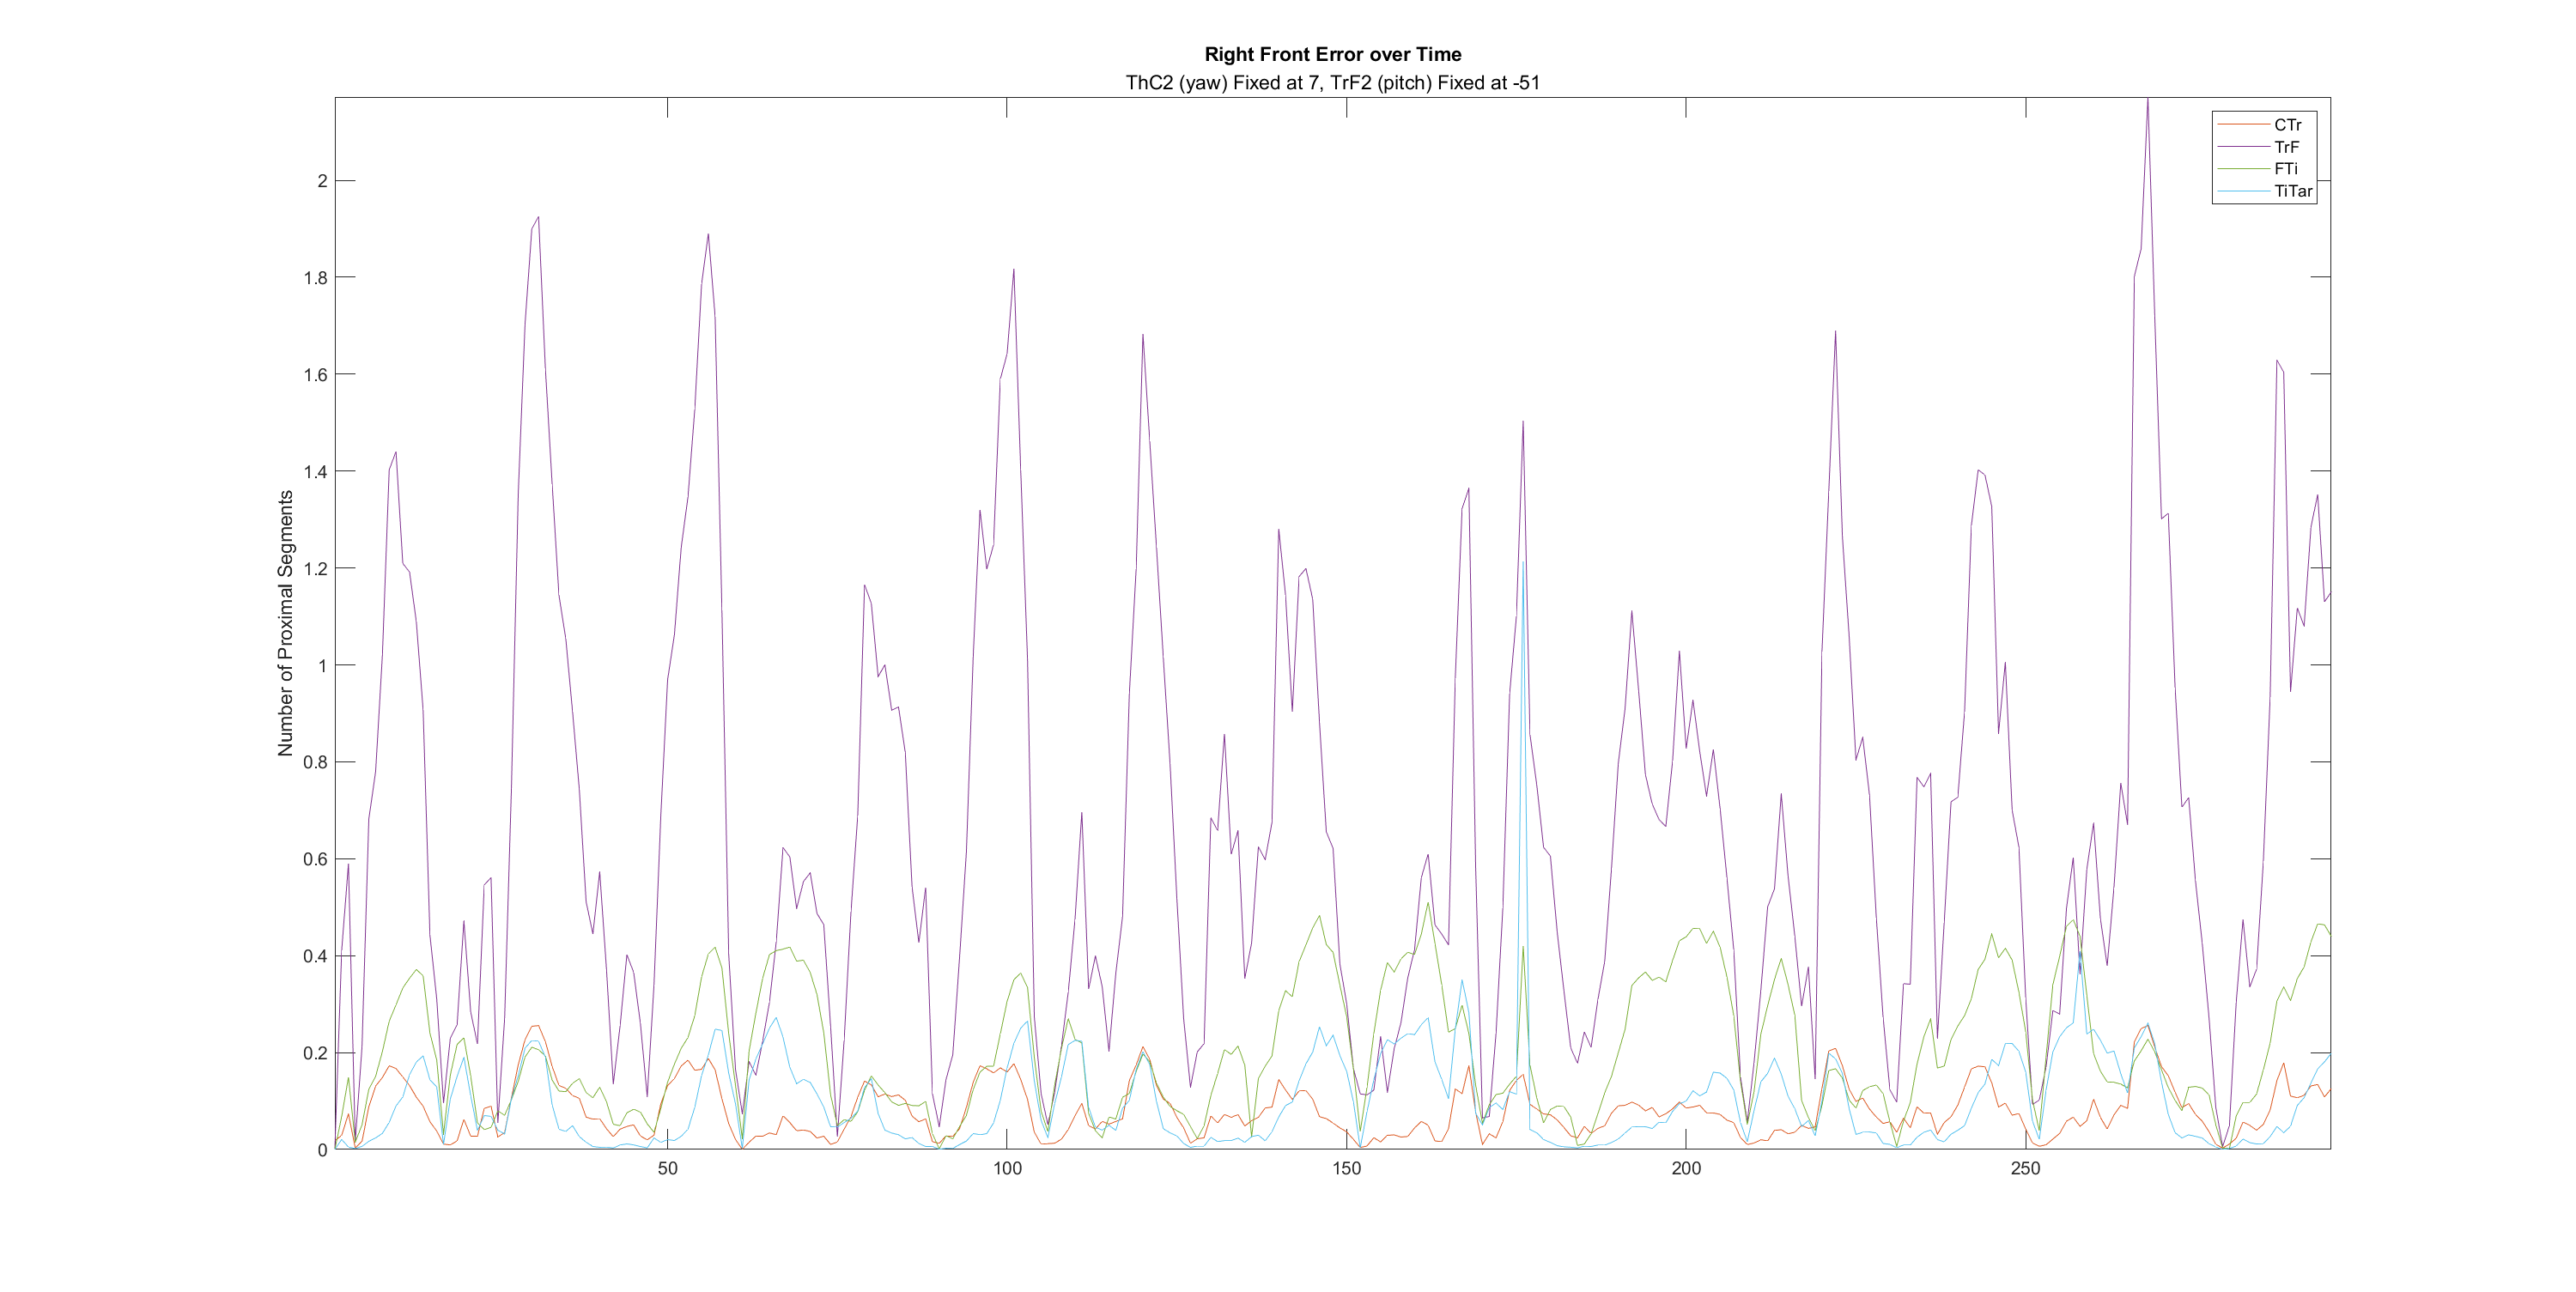 Right Front Error over Time
ThC2 (yaw) Fixed at 7, TrF2 (pitch) Fixed at -51
CTr
TrF
FTi
TiTar
Number of Proximal Segments
2
1.8
1.6
1.4
1.2
1
0.8
0.6
0.4
0.2
0
50 100 150 200 250